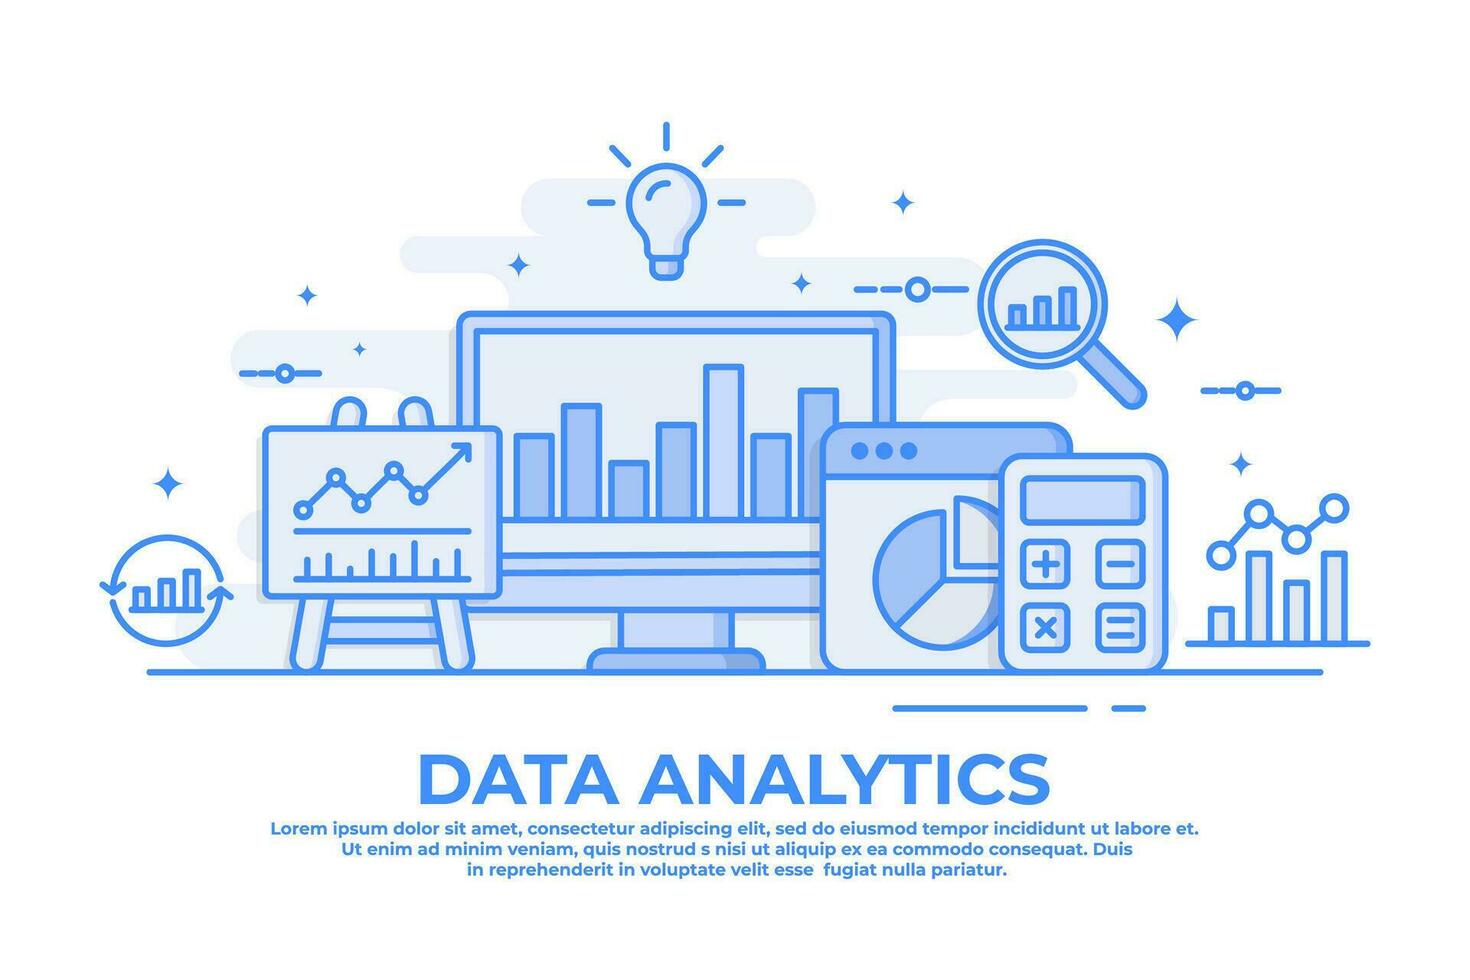 DATA ANALYTICS
Lorem ipsum dolor sit amet, consectetur adipiscing elit, sed do eiusmod tempor incididunt ut labore et.
Ut enim ad minim veniam, quis nostrud s nisi ut aliquip ex ea commodo consequat. Duis
in reprehenderit in voluptate velit esse  fugiat nulla pariatur.